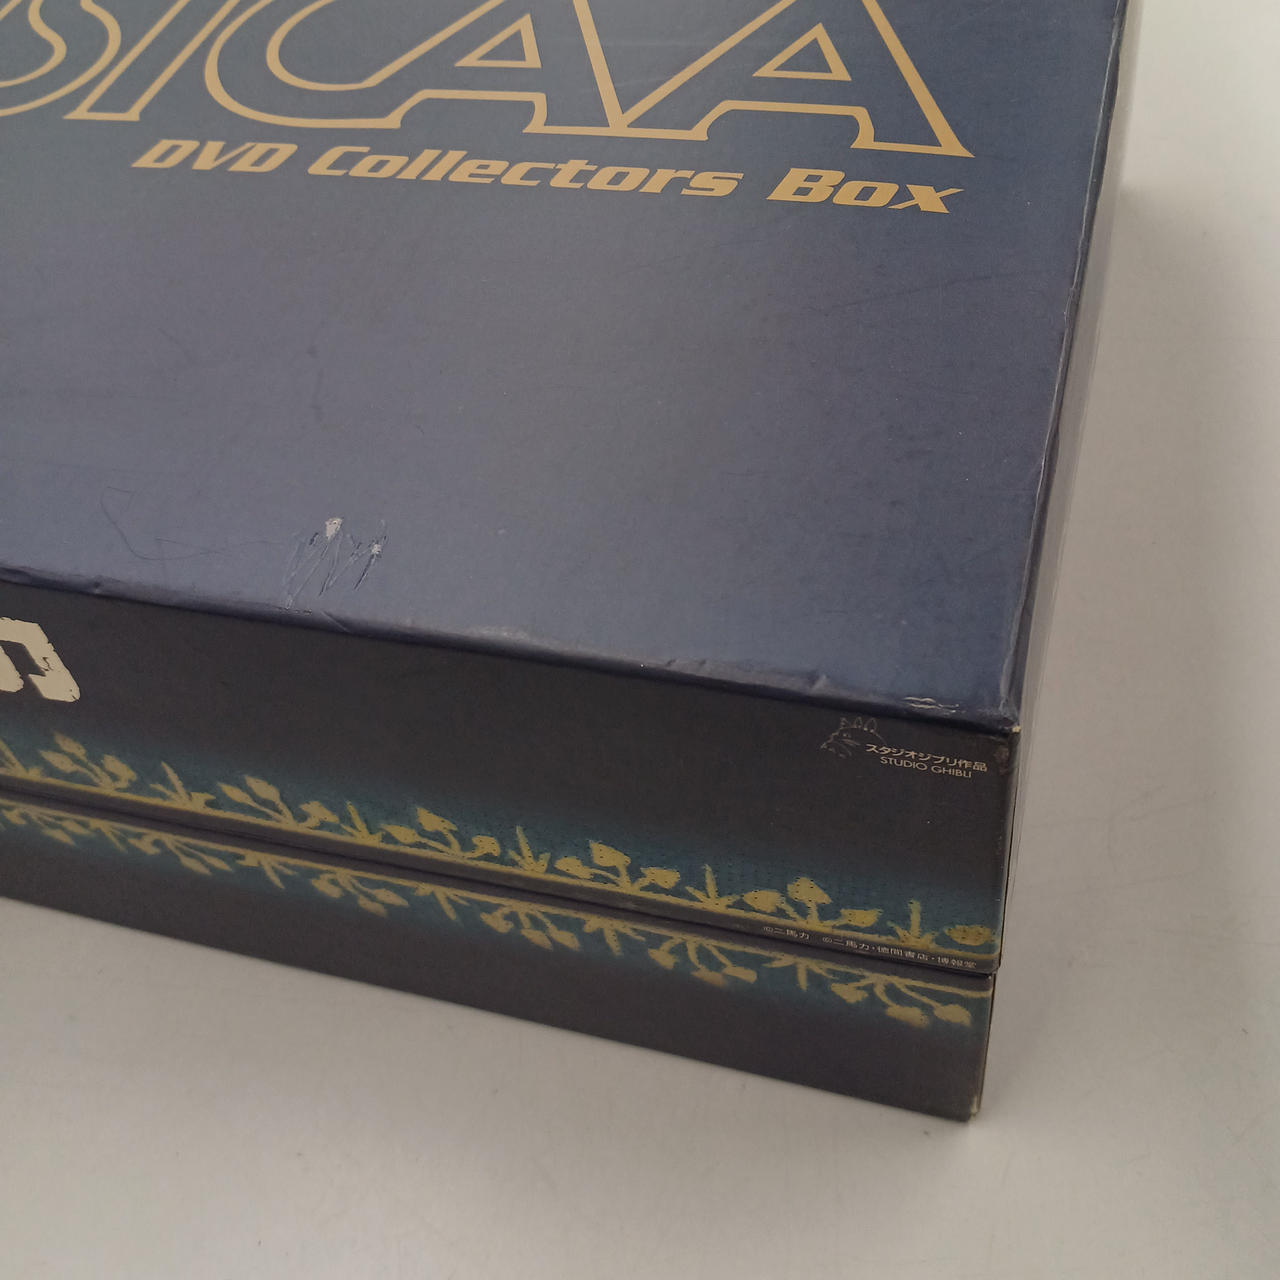 SICAA
DVD Collectors Box
の
スタジオジブリ作品
STUDIO GHIBLI
©二馬力 ©二馬力・徳間書店・博報堂